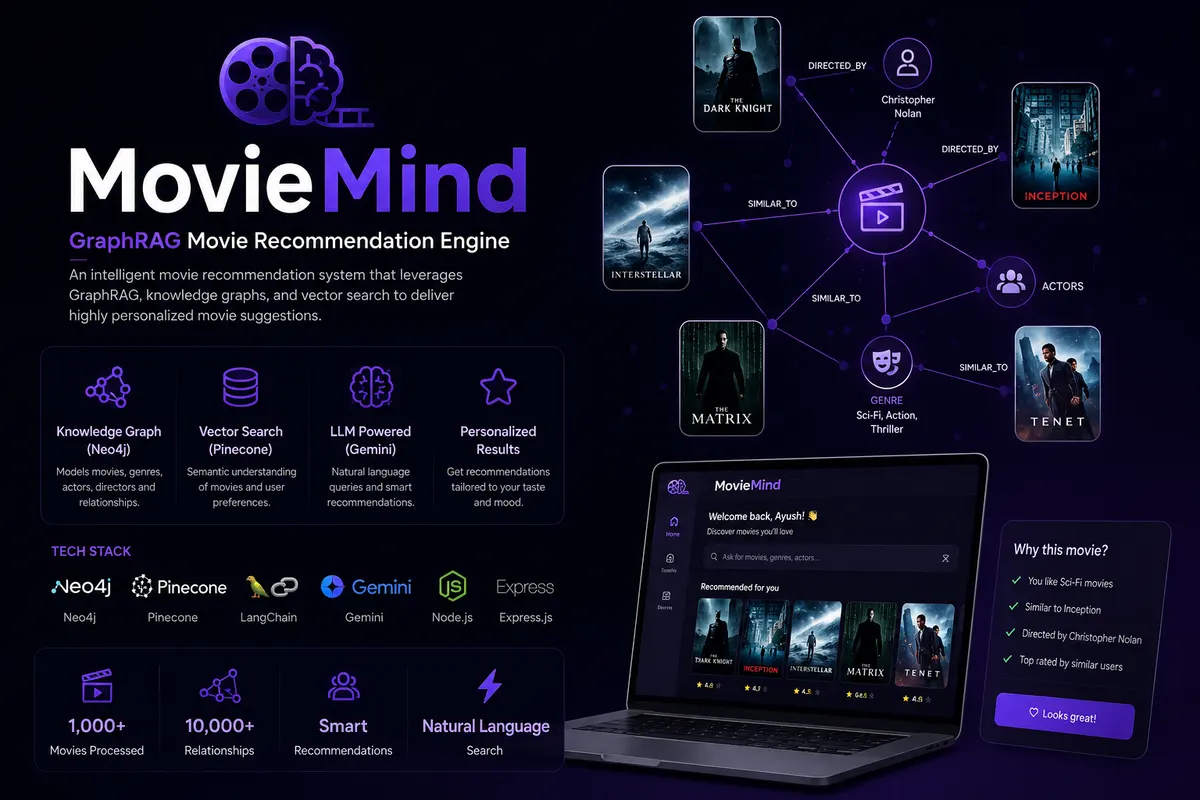 MovieMind
GraphRAG Movie Recommendation Engine
An intelligent movie recommendation system that leverages
GraphRAG, knowledge graphs, and vector search to deliver
highly personalized movie suggestions.
Knowledge Graph
(Neo4j)
Models movies, genres,
actors, directors and
relationships.
Vector Search
(Pinecone)
Semantic understanding
of movies and user
preferences.
LLM Powered
(Gemini)
Natural language
queries and smart
recommendations.
Personalized
Results
Get recommendations
tailored to your taste
and mood.
TECH STACK
Neo4j
Pinecone
Gemini
JS
Express
Neo4j
Pinecone
LangChain
Gemini
Node.js
Express.js
1,000+
Movies Processed
10,000+
Relationships
Smart
Recommendations
Natural Language
Search
THE
DARK KNIGHT
DIRECTED_BY
Christopher
Nolan
DIRECTED_BY
INCEPTION
SIMILAR_TO
INTERSTELLAR
SIMILAR_TO
ACTORS
THE
MATRIX
GENRE
Sci-Fi, Action,
Thriller
SIMILAR_TO
TENET
MovieMind
Welcome back, Ayush! 👋
Discover movies you'll love
Home
Ask for movies, genres, actors...
Recommended for you
THE
DARK KNIGHT
INCEPTION
INTERSTELLAR
THE
MATRIX
TENET
4.8
4.3
4.8
Why this movie?
You like Sci-Fi movies
Similar to Inception
Directed by Christopher Nolan
Top rated by similar users
Looks great!